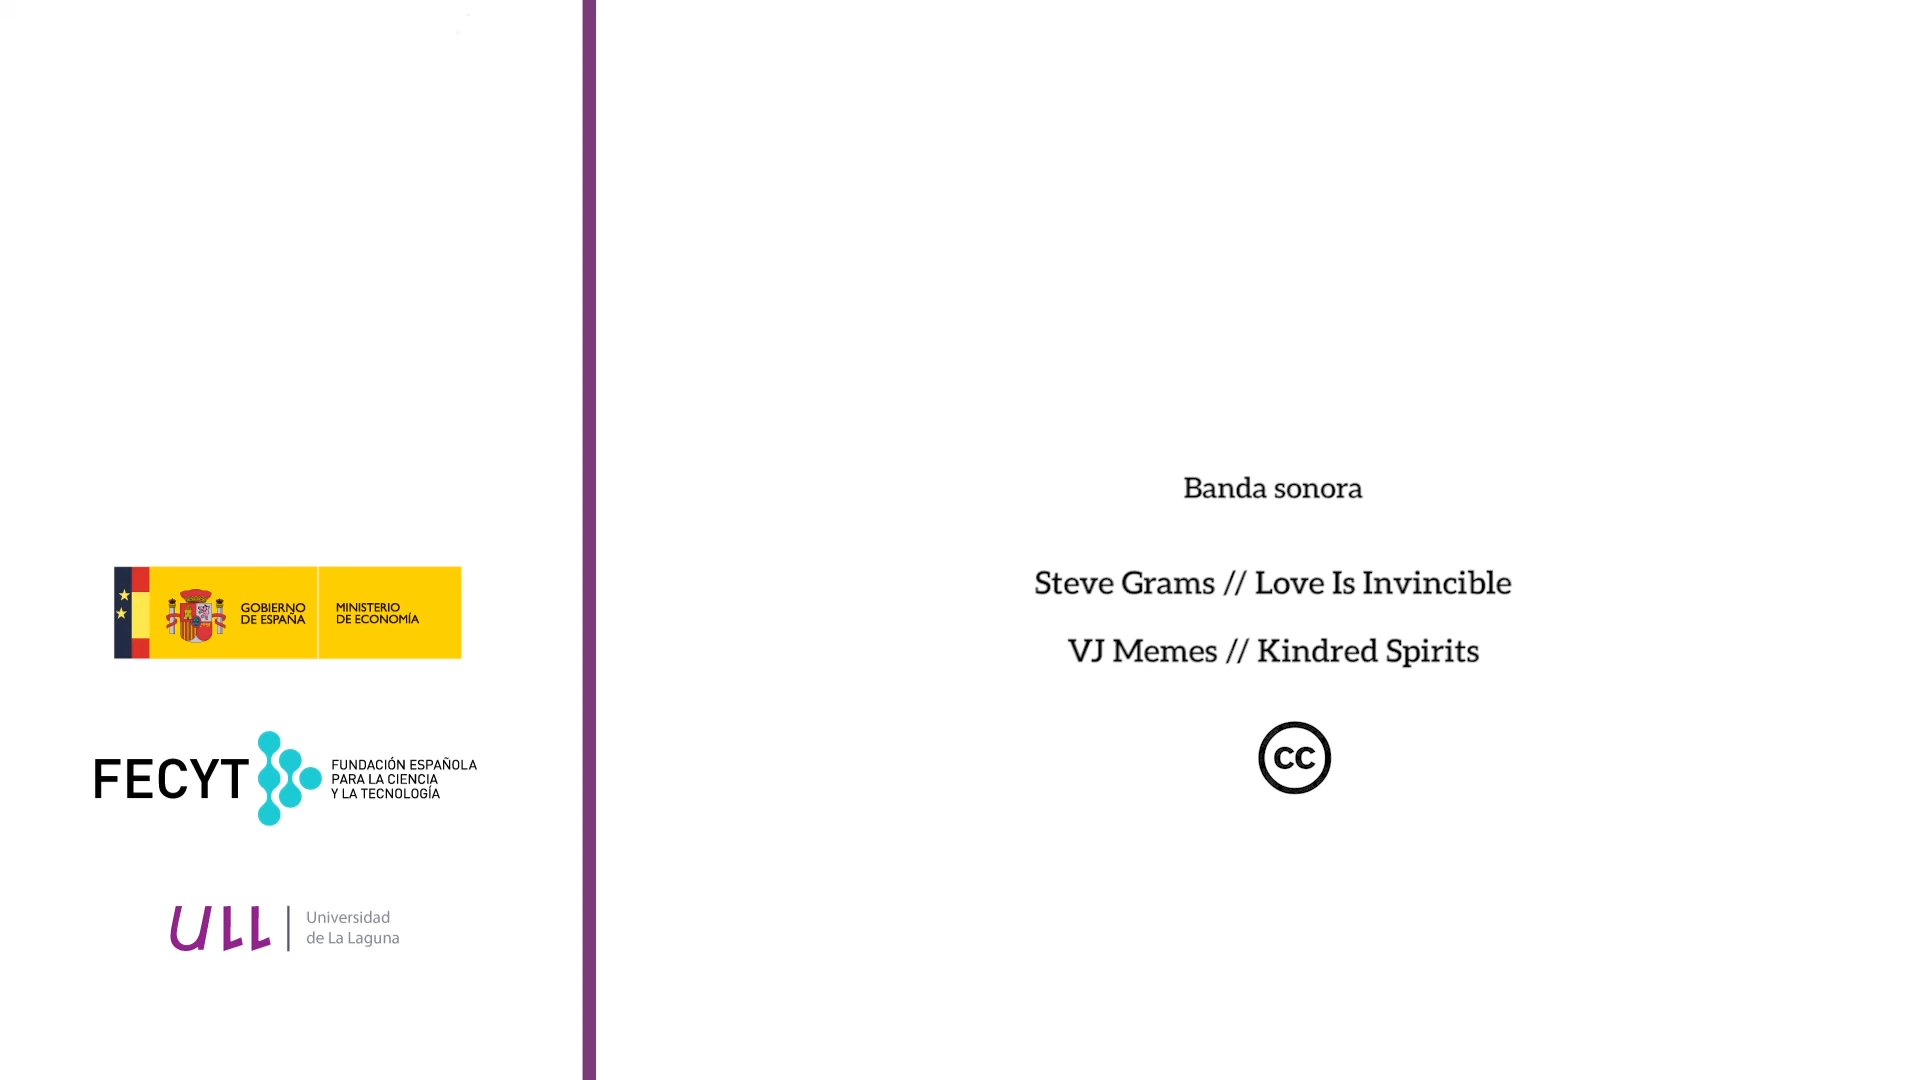 GOBIERNO
DE ESPAÑA
MINISTERIO
DE ECONOMÍA
FECYT
FUNDACIÓN ESPAÑOLA
PARA LA CIENCIA
Y LA TECNOLOGÍA
ULL
Universidad
de La Laguna
Banda sonora
Steve Grams // Love Is Invincible
VJ Memes // Kindred Spirits
cc